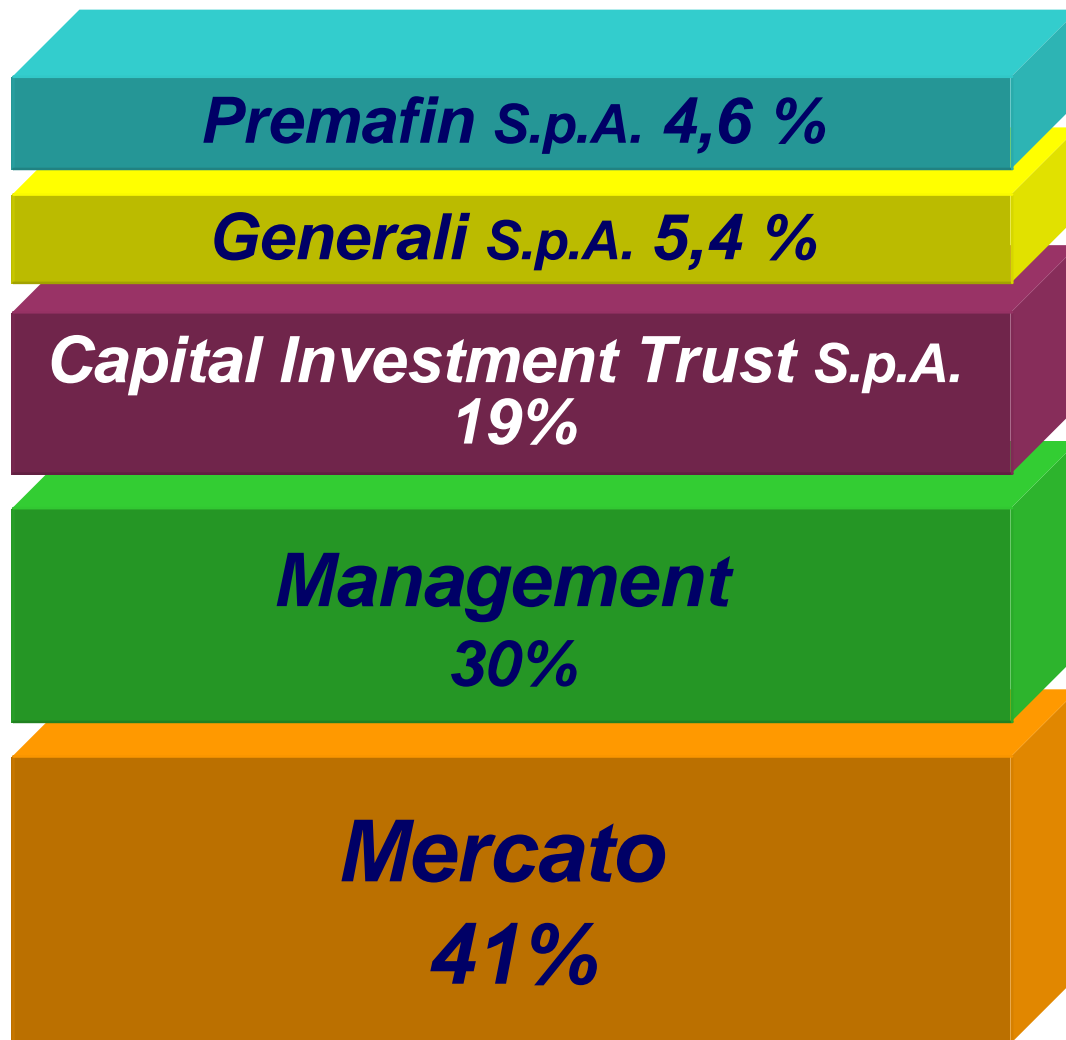 Premafin S.p.A. 4,6 %
Generali S.p.A. 5,4 %
Capital Investment Trust S.p.A.
19%
Management
30%
Mercato
41%